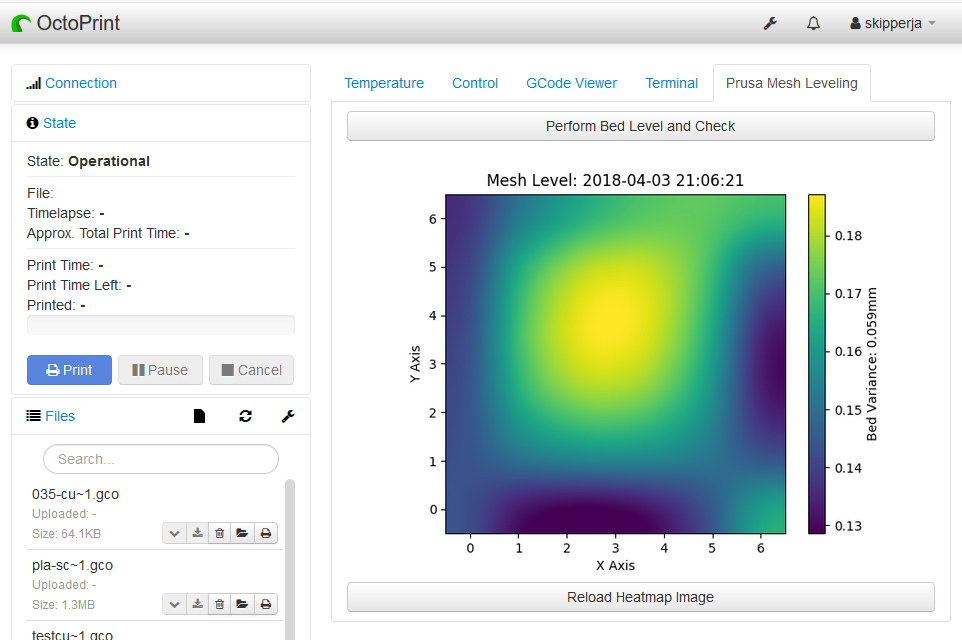 OctoPrint
skipperja
Connection
State
State: Operational
File:
Timelapse: -
Approx. Total Print Time: -
Print Time: -
Print Time Left: -
Printed: -
Print
Pause
Cancel
Files
Search...
035-cu~1.gco
Uploaded: -
Size: 64.1KB
pla-sc~1.gco
Uploaded: -
Size: 1.3MB
testcu~1.gco
Temperature
Control
GCode Viewer
Terminal
Prusa Mesh Leveling
Perform Bed Level and Check
Mesh Level: 2018-04-03 21:06:21
6
5
4
3
2
1
0
Y Axis
0 1 2 3 4 5 6
X Axis
0.18
0.17
0.16
0.15
0.14
0.13
Bed Variance: 0.059mm
Reload Heatmap Image